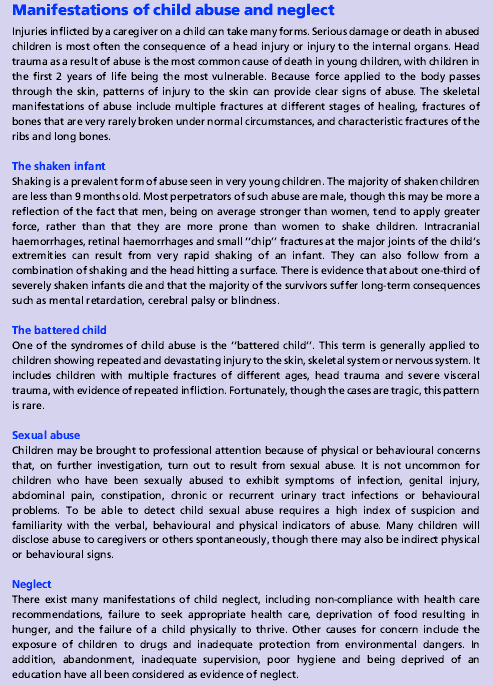 Manifestations of child abuse and neglect
Injuries inflicted by a caregiver on a child can take many forms. Serious damage or death in abused
children is most often the consequence of a head injury or injury to the internal organs. Head
trauma as a result of abuse is the most common cause of death in young children, with children in
the first 2 years of life being the most vulnerable. Because force applied to the body passes
through the skin, patterns of injury to the skin can provide clear signs of abuse. The skeletal
manifestations of abuse include multiple fractures at different stages of healing, fractures of
bones that are very rarely broken under normal circumstances, and characteristic fractures of the
ribs and long bones.
The shaken infant
Shaking is a prevalent form of abuse seen in very young children. The majority of shaken children
are less than 9 months old. Most perpetrators of such abuse are male, though this may be more a
reflection of the fact that men, being on average stronger than women, tend to apply greater
force, rather than that they are more prone than women to shake children. Intracranial
haemorrhages, retinal haemorrhages and small "chip" fractures at the major joints of the child's
extremities can result from very rapid shaking of an infant. They can also follow from a
combination of shaking and the head hitting a surface. There is evidence that about one-third of
severely shaken infants die and that the majority of the survivors suffer long-term consequences
such as mental retardation, cerebral palsy or blindness.
The battered child
One of the syndromes of child abuse is the "battered child". This term is generally applied to
children showing repeated and devastating injury to the skin, skeletal system or nervous system. It
includes children with multiple fractures of different ages, head trauma and severe visceral
trauma, with evidence of repeated infliction. Fortunately, though the cases are tragic, this pattern
is rare.
Sexual abuse
Children may be brought to professional attention because of physical or behavioural concerns
that, on further investigation, turn out to result from sexual abuse. It is not uncommon for
children who have been sexually abused to exhibit symptoms of infection, genital injury,
abdominal pain, constipation, chronic or recurrent urinary tract infections or behavioural
problems. To be able to detect child sexual abuse requires a high index of suspicion and
familiarity with the verbal, behavioural and physical indicators of abuse. Many children will
disclose abuse to caregivers or others spontaneously, though there may also be indirect physical
or behavioural signs.
Neglect
There exist many manifestations of child neglect, including non-compliance with health care
recommendations, failure to seek appropriate health care, deprivation of food resulting in
hunger, and the failure of a child physically to thrive. Other causes for concern include the
exposure of children to drugs and inadequate protection from environmental dangers. In
addition, abandonment, inadequate supervision, poor hygiene and being deprived of an
education have all been considered as evidence of neglect.